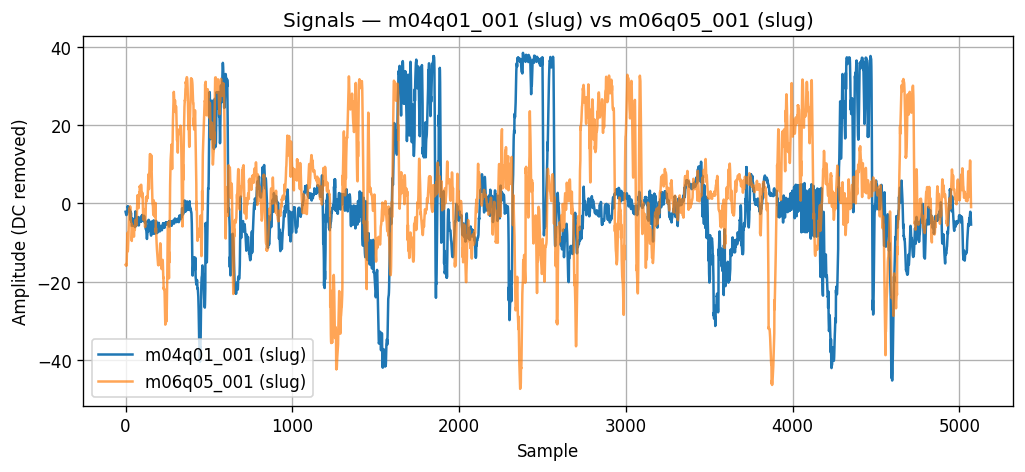 Signals — m04q01_001 (slug) vs m06q05_001 (slug)
Amplitude (DC removed)
40
20
0
−20
−40
m04q01_001 (slug)
m06q05_001 (slug)
0
1000
2000
3000
4000
5000
Sample